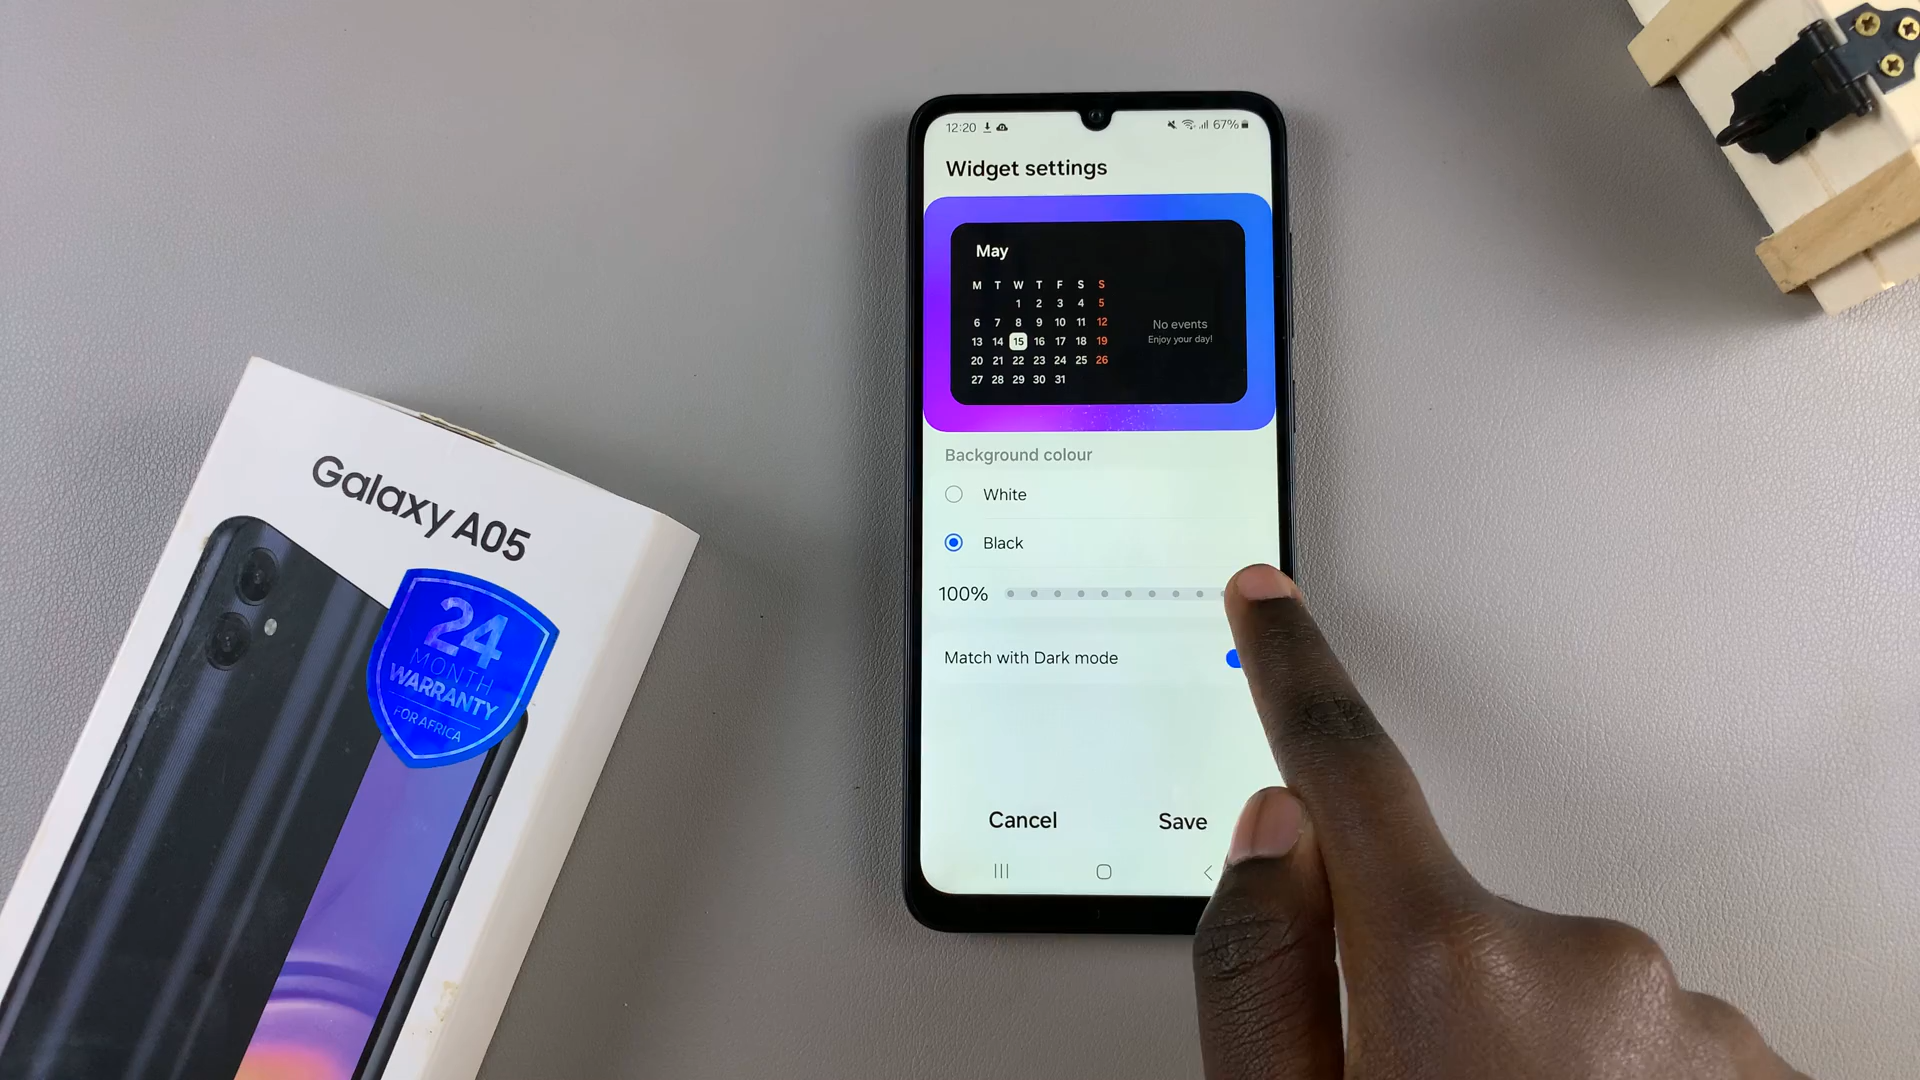 12:20 67%
Widget settings
May
M T W T F S S
1 2 3 4 5
6 7 8 9 10 11 12
13 14 15 16 17 18 19
20 21 22 23 24 25 26
27 28 29 30 31
No events
Enjoy your day!
Background colour
White
Black
100%
Match with Dark mode
Cancel Save
Galaxy A05
24
MONTH
WARRANTY
FOR AFRICA